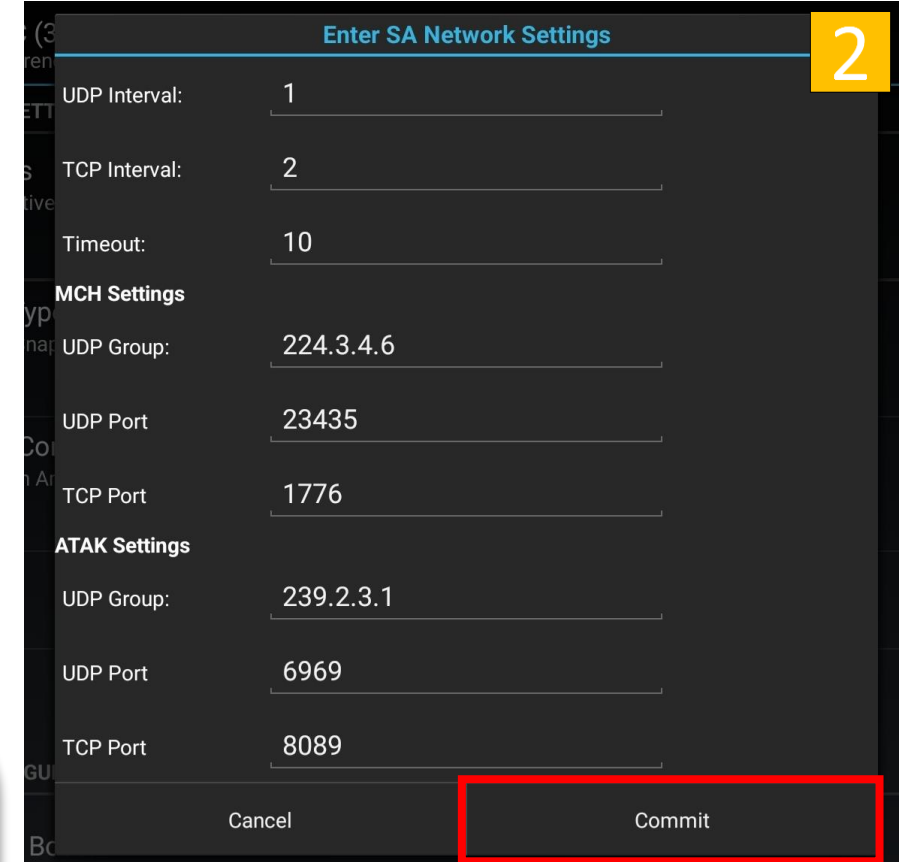 Enter SA Network Settings
2
UDP Interval: 1
TCP Interval: 2
Timeout: 10
MCH Settings
UDP Group: 224.3.4.6
UDP Port 23435
TCP Port 1776
ATAK Settings
UDP Group: 239.2.3.1
UDP Port 6969
TCP Port 8089
Cancel Commit